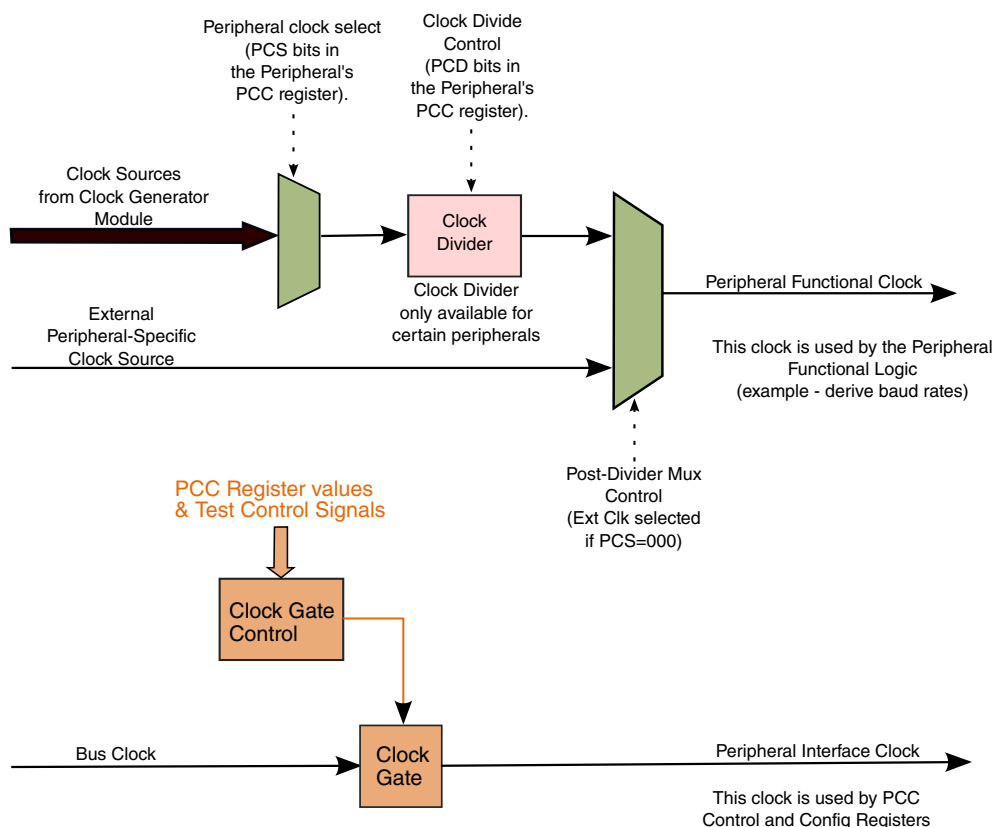 Peripheral clock select
(PCS bits in
the Peripheral's
PCC register).
Clock Divide
Control
(PCD bits in
the Peripheral's
PCC register).
Clock Sources
from Clock Generator
Module
Clock
Divider
Clock Divider
only available for
certain peripherals
Peripheral Functional Clock
External
Peripheral-Specific
Clock Source
This clock is used by the Peripheral
Functional Logic
(example - derive baud rates)
Post-Divider Mux
Control
(Ext Clk selected
if PCS=000)
PCC Register values
& Test Control Signals
Clock Gate
Control
Bus Clock
Clock
Gate
Peripheral Interface Clock
This clock is used by PCC
Control and Config Registers